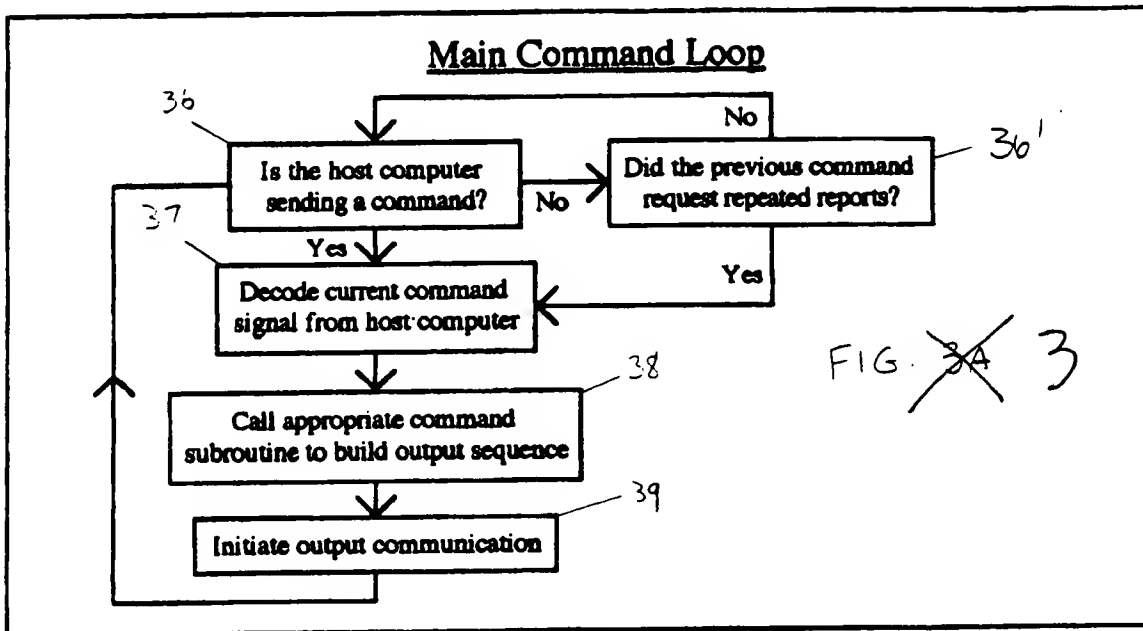 Main Command Loop
36
No
36'
Is the host computer
sending a command?
No
Did the previous command
request repeated reports?
37
Yes
Yes
Decode current command
signal from host computer
FIG. 3A 3
38
Call appropriate command
subroutine to build output sequence
39
Initiate output communication